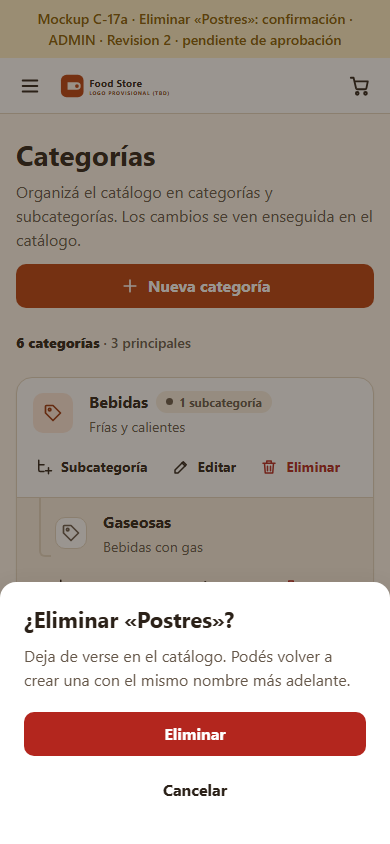 Mockup C-17a · Eliminar «Postres»: confirmación ·
ADMIN · Revision 2 · pendiente de aprobación
Food Store
LOGO PROVISIONAL (TBD)
Categorías
Organizá el catálogo en categorías y
subcategorías. Los cambios se ven enseguida en el
catálogo.
Nueva categoría
6 categorías · 3 principales
Bebidas
1 subcategoría
Frías y calientes
Subcategoría
Editar
Eliminar
Gaseosas
Bebidas con gas
¿Eliminar «Postres»?
Deja de verse en el catálogo. Podés volver a
crear una con el mismo nombre más adelante.
Eliminar
Cancelar